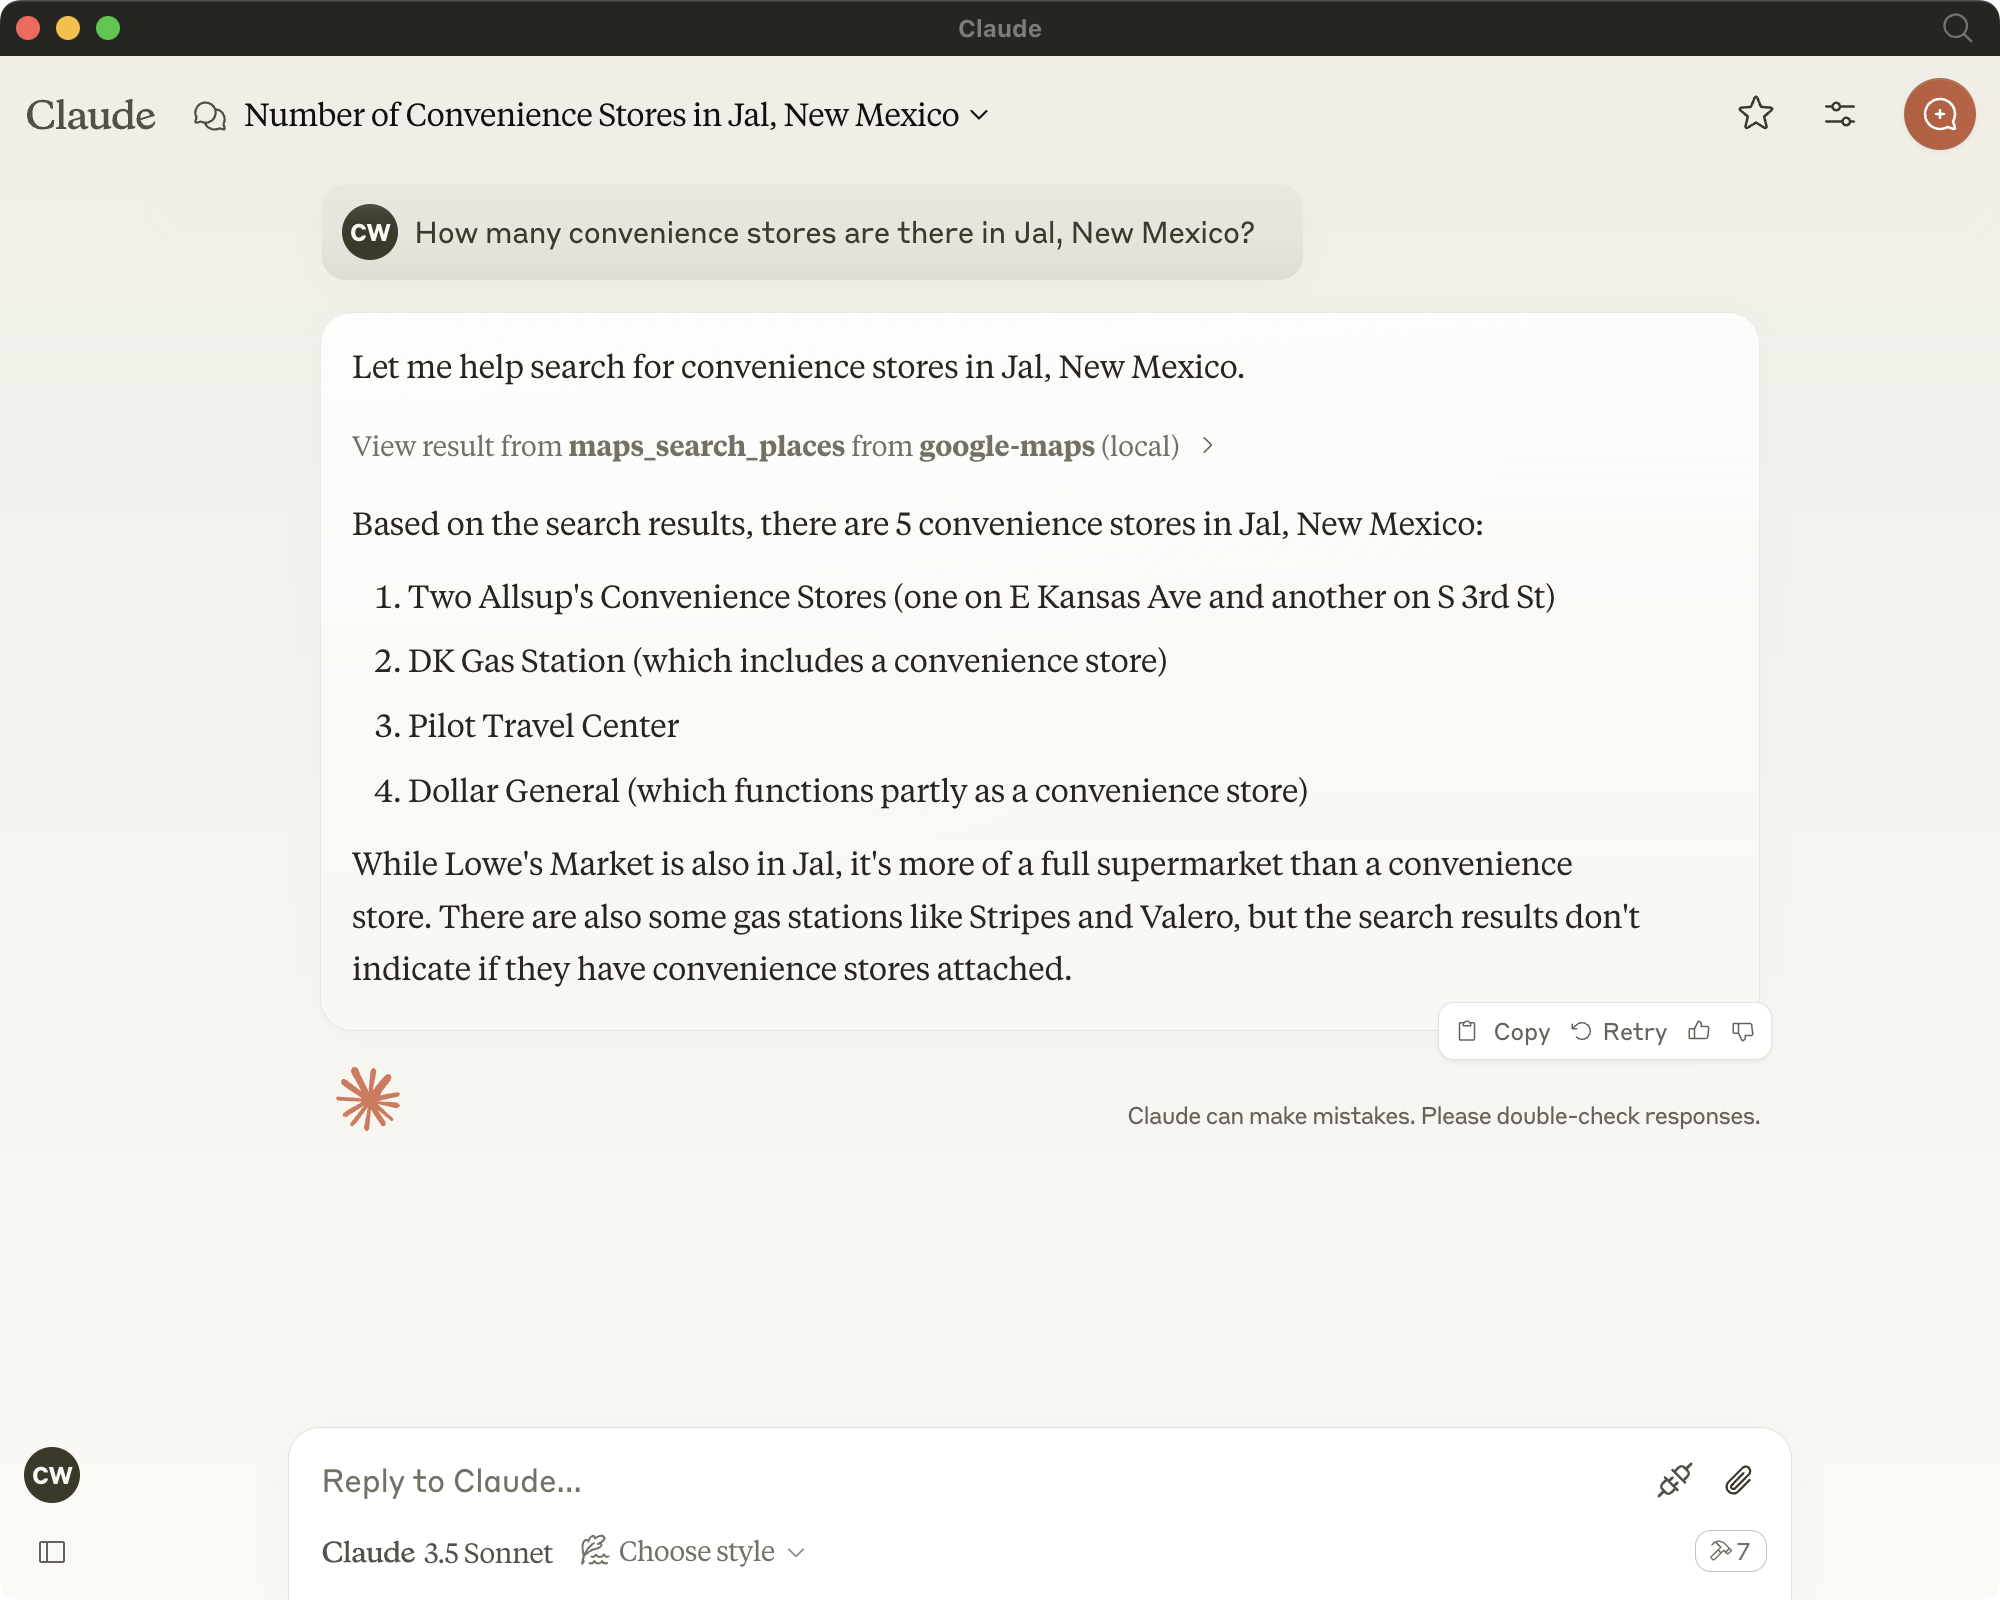 Claude
Claude
Number of Convenience Stores in Jal, New Mexico
CW
How many convenience stores are there in Jal, New Mexico?
Let me help search for convenience stores in Jal, New Mexico.
View result from maps_search_places from google-maps (local)
Based on the search results, there are 5 convenience stores in Jal, New Mexico:
1. Two Allsup's Convenience Stores (one on E Kansas Ave and another on S 3rd St)
2. DK Gas Station (which includes a convenience store)
3. Pilot Travel Center
4. Dollar General (which functions partly as a convenience store)
While Lowe's Market is also in Jal, it's more of a full supermarket than a convenience
store. There are also some gas stations like Stripes and Valero, but the search results don't
indicate if they have convenience stores attached.
Copy Retry
Claude can make mistakes. Please double-check responses.
CW
Reply to Claude...
Claude 3.5 Sonnet Choose style
7